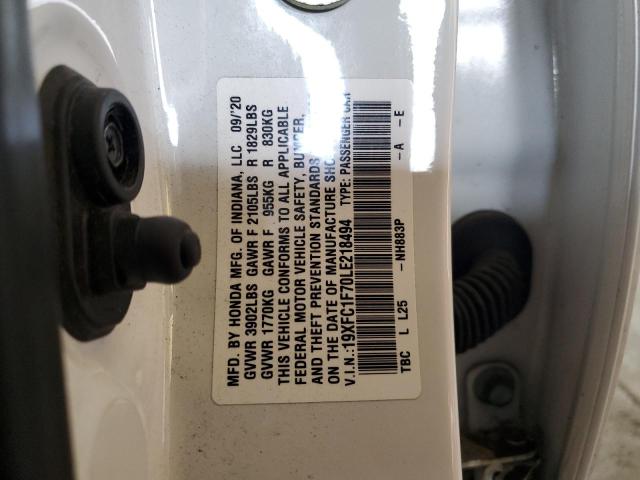 MFD. BY HONDA MFG. OF INDIANA, LLC 09/'20
GVWR 3902LBS GAWR F 2105LBS R 1829LBS
GVWR 1770KG GAWR F 955KG R 830KG
THIS VEHICLE CONFORMS TO ALL APPLICABLE
FEDERAL MOTOR VEHICLE SAFETY, BUMPER,
AND THEFT PREVENTION STANDARDS
ON THE DATE OF MANUFACTURE
V.I.N.: 19XFC1F70LE218494 TYPE: PASSENGER CAR
TBC L L25 -NH883P -A -E